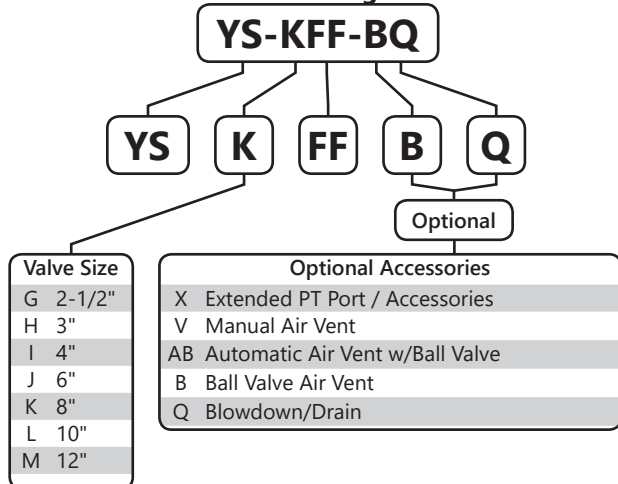 YS-KFF-BQ
YS K FF B Q
Optional
Valve Size
G 2-1/2"
H 3"
I 4"
J 6"
K 8"
L 10"
M 12"
Optional Accessories
X Extended PT Port / Accessories
V Manual Air Vent
AB Automatic Air Vent w/Ball Valve
B Ball Valve Air Vent
Q Blowdown/Drain